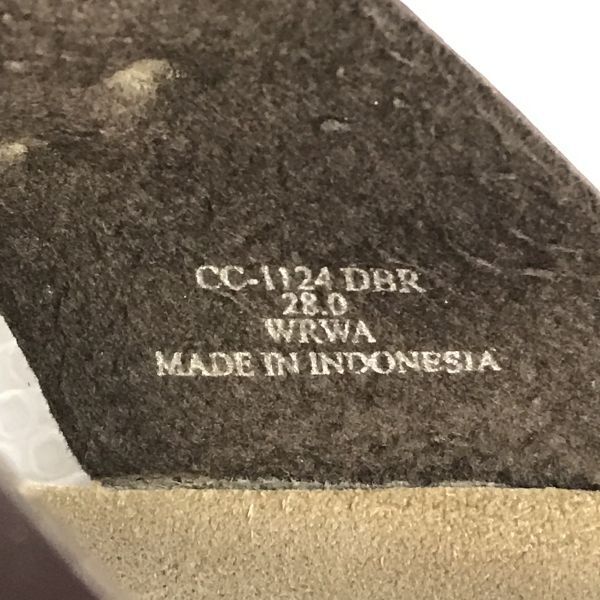 CC-1124 DBR
28.0
WRWA
MADE IN INDONESIA